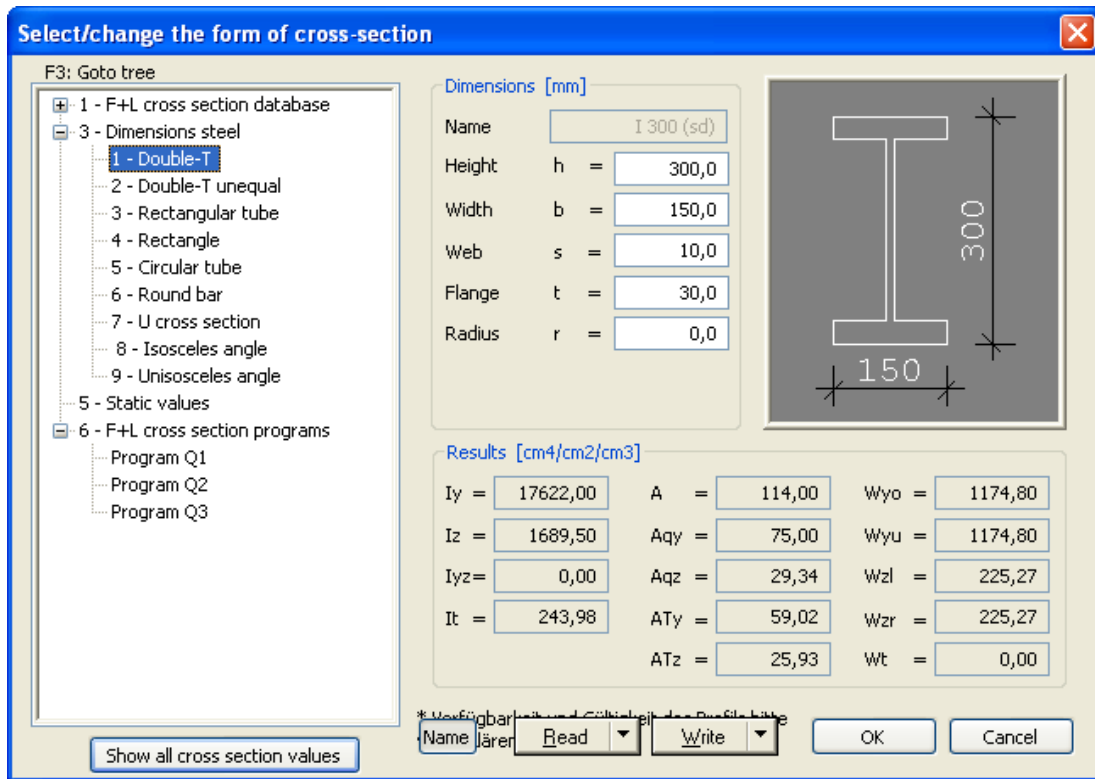 Select/change the form of cross-section
F3: Goto tree
1 - F+L cross section database
3 - Dimensions steel
1 - Double-T
2 - Double-T unequal
3 - Rectangular tube
4 - Rectangle
5 - Circular tube
6 - Round bar
7 - U cross section
8 - Isosceles angle
9 - Unisosceles angle
5 - Static values
6 - F+L cross section programs
Program Q1
Program Q2
Program Q3
Show all cross section values
Dimensions [mm]
Name I 300 (sd)
Height h = 300,0
Width b = 150,0
Web s = 10,0
Flange t = 30,0
Radius r = 0,0
300
150
Results [cm4/cm2/cm3]
Iy = 17622,00 A = 114,00 Wyo = 1174,80
Iz = 1689,50 Aqy = 75,00 Wyu = 1174,80
Iyz= 0,00 Aqz = 29,34 Wzl = 225,27
It = 243,98 ATy = 59,02 Wzr = 225,27
ATz = 25,93 Wt = 0,00
* Verfügbarkeit und Gültigkeit des Profils bitte
Name Read Write OK Cancel